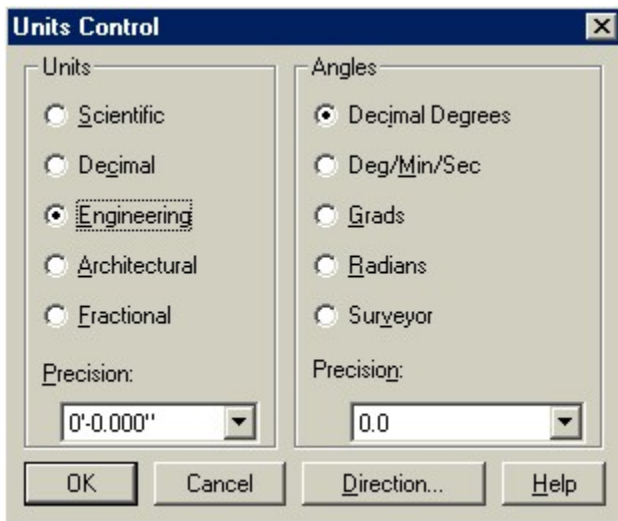 Units Control
Units
Scientific
Decimal
Engineering
Architectural
Fractional
Precision:
0'-0.000"
Angles
Decimal Degrees
Deg/Min/Sec
Grads
Radians
Surveyor
Precision:
0.0
OK
Cancel
Direction...
Help